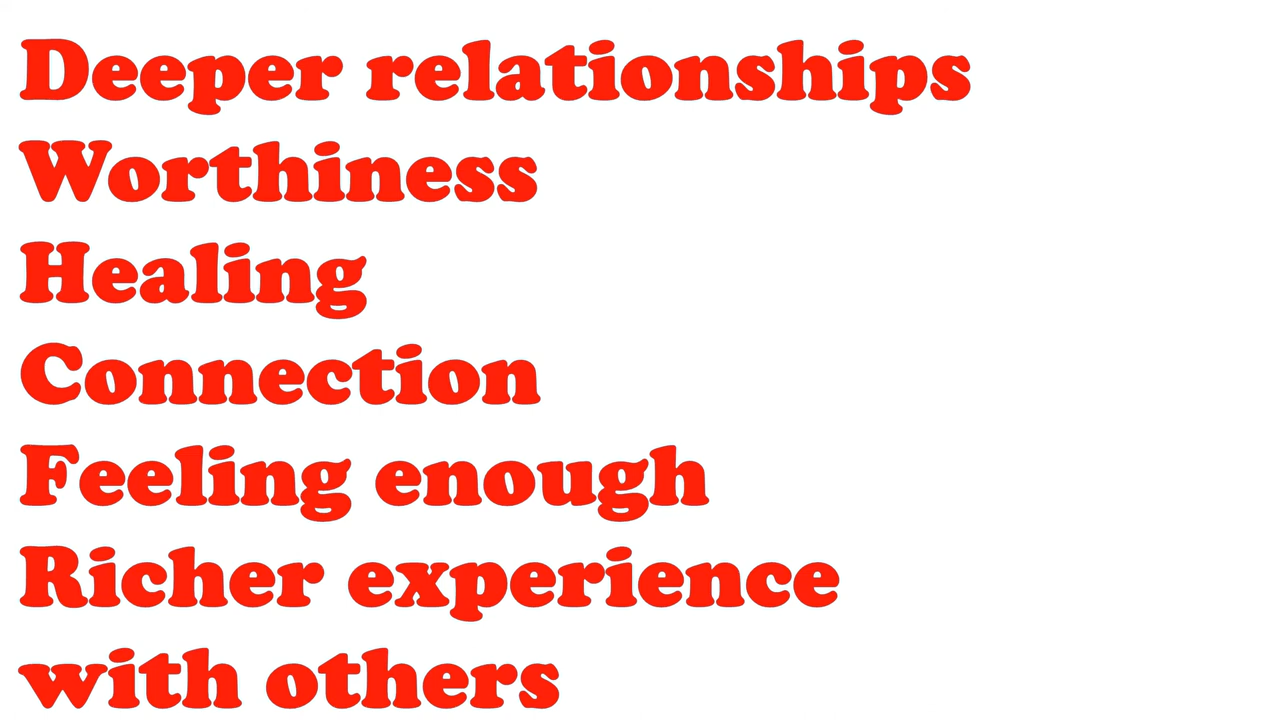 Deeper relationships
Worthiness
Healing
Connection
Feeling enough
Richer experience
with others